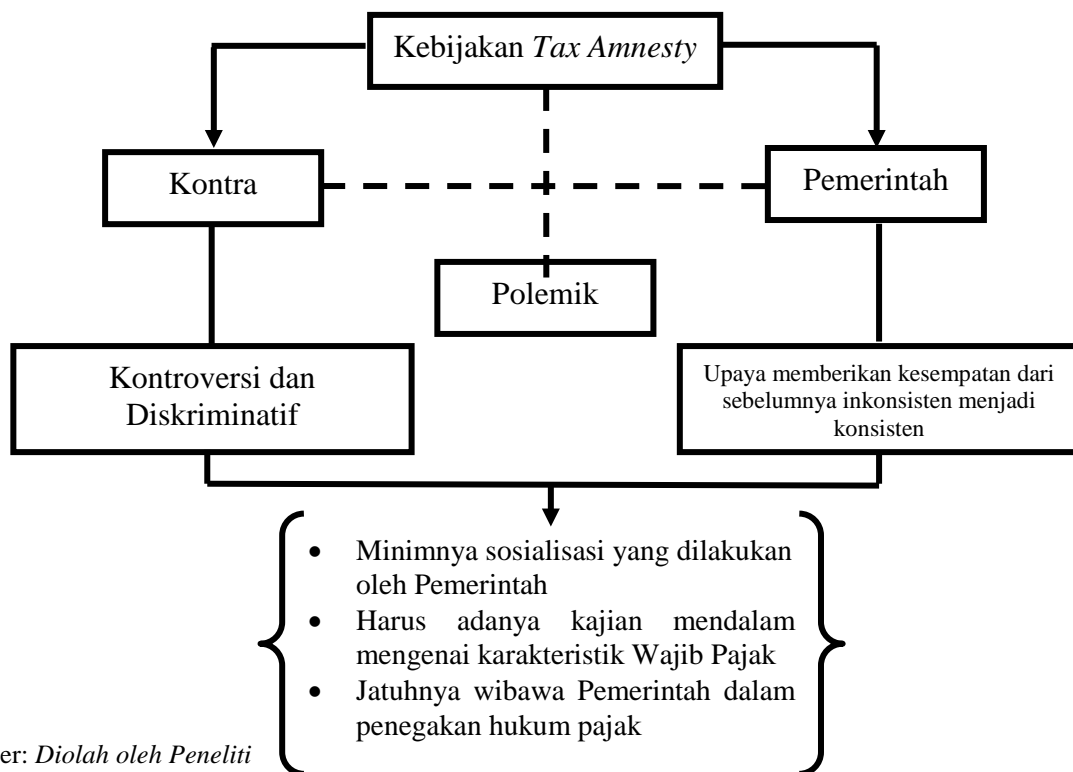 Kebijakan Tax Amnesty
Kontra
Pemerintah
Polemik
Kontroversi dan
Diskriminatif
Upaya memberikan kesempatan dari
sebelumnya inkonsisten menjadi
konsisten
• Minimnya sosialisasi yang dilakukan
oleh Pemerintah
• Harus adanya kajian mendalam
mengenai karakteristik Wajib Pajak
• Jatuhnya wibawa Pemerintah dalam
penegakan hukum pajak
er: Diolah oleh Peneliti